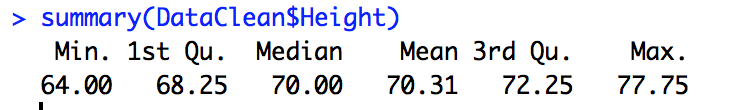 > summary(DataClean$Height)
Min. 1st Qu. Median Mean 3rd Qu. Max.
64.00 68.25 70.00 70.31 72.25 77.75